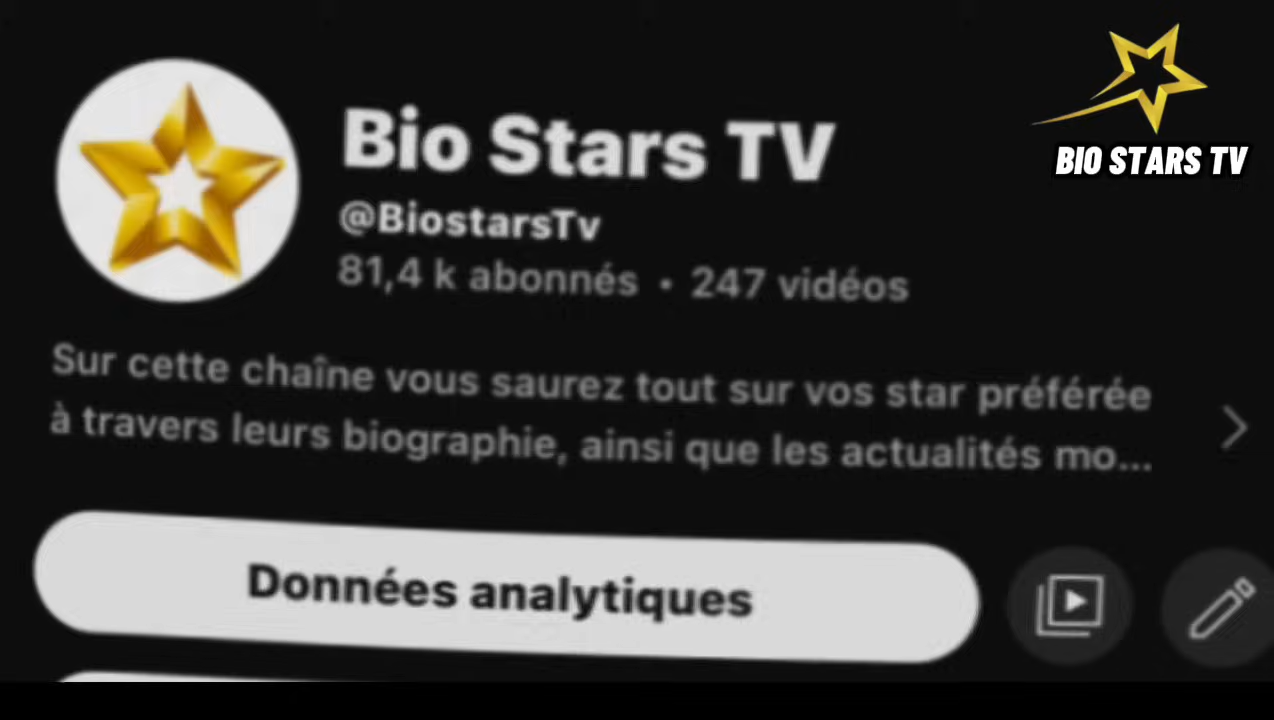 Bio Stars TV
@BiostarsTv
81,4 k abonnés • 247 vidéos
Sur cette chaîne vous saurez tout sur vos star préférée
à travers leurs biographie, ainsi que les actualités mo...
Données analytiques
BIO STARS TV